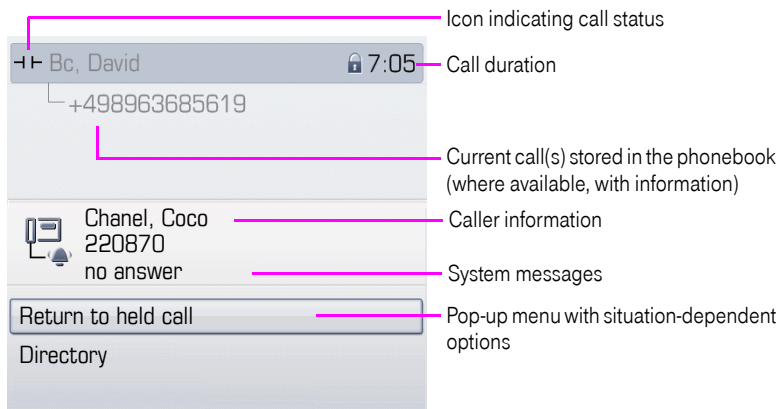 Icon indicating call status
Bc, David 7:05
Call duration
+498963685619
Current call(s) stored in the phonebook
(where available, with information)
Chanel, Coco
Caller information
220870
no answer
System messages
Return to held call
Pop-up menu with situation-dependent
options
Directory